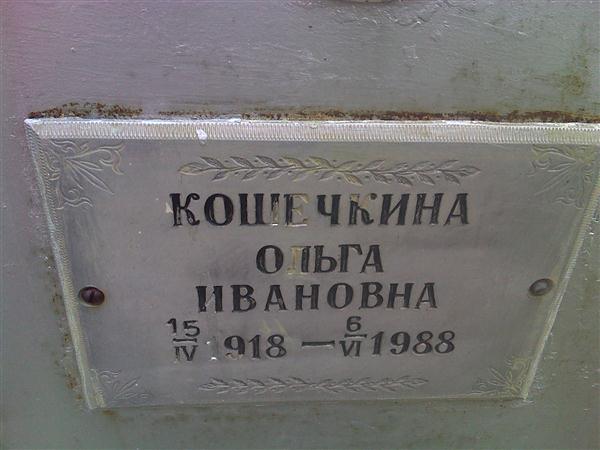 КОШЕЧКИНА
ОЛЬГА
ИВАНОВНА
15/IV 1918 — 6/VI 1988